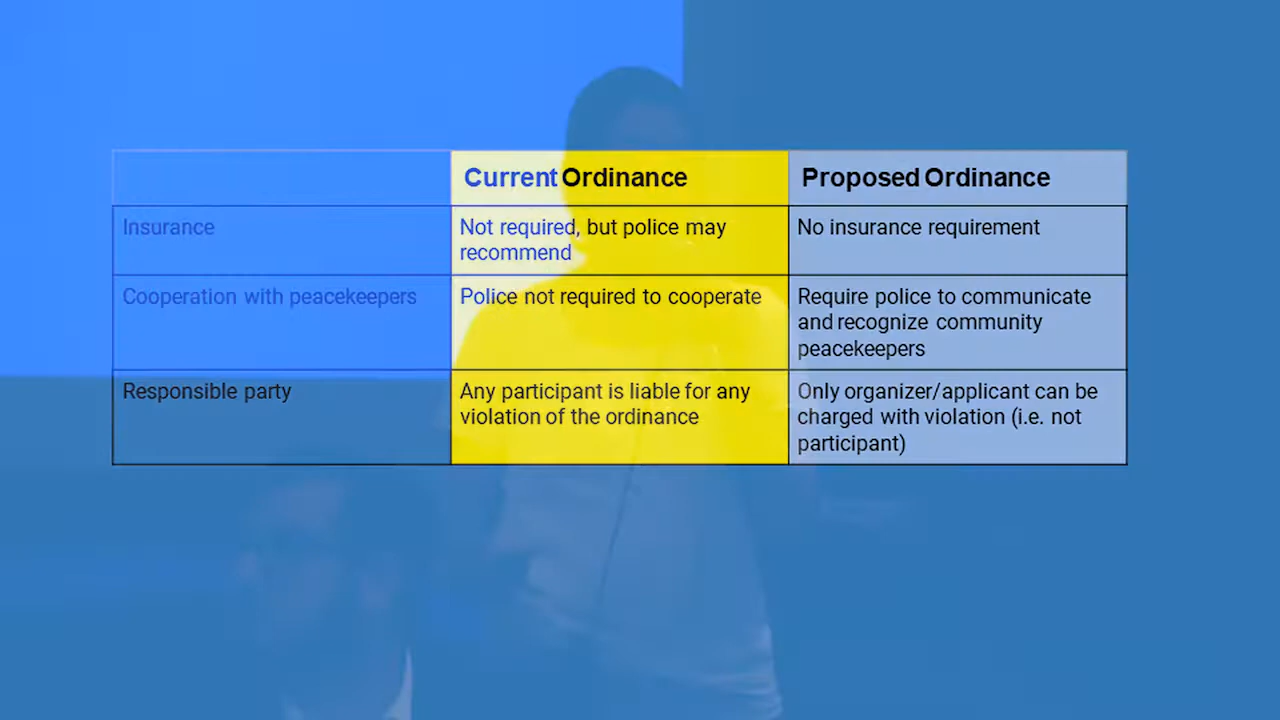 Current Ordinance
Proposed Ordinance
Insurance
Not required, but police may
recommend
No insurance requirement
Cooperation with peacekeepers
Police not required to cooperate
Require police to communicate
and recognize community
peacekeepers
Responsible party
Any participant is liable for any
violation of the ordinance
Only organizer/applicant can be
charged with violation (i.e. not
participant)